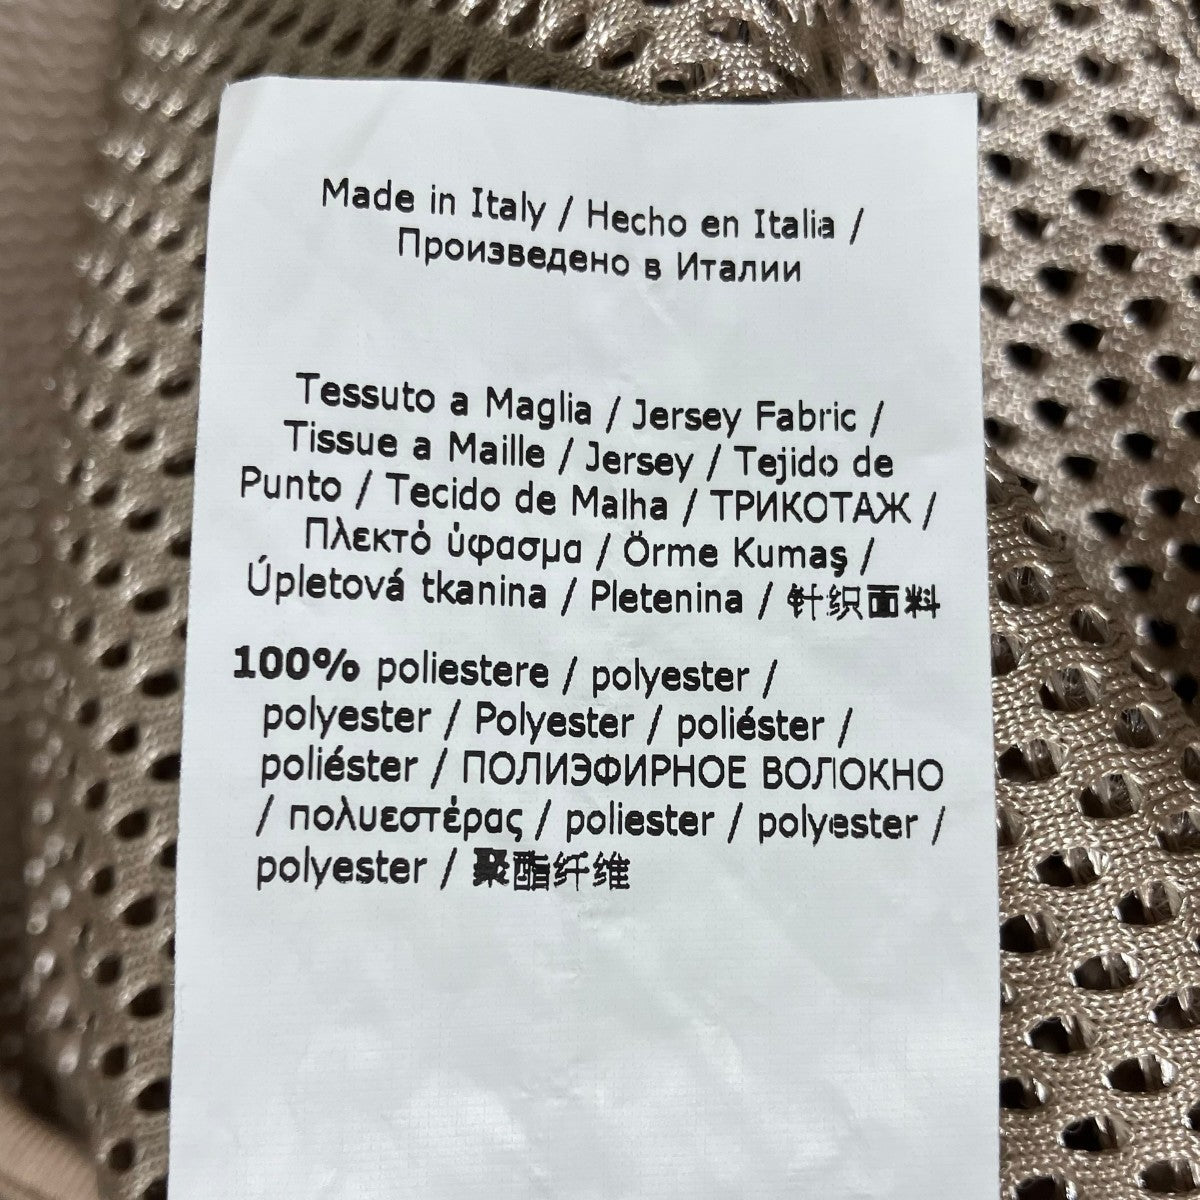 Made in Italy / Hecho en Italia /
Произведено в Италии
Tessuto a Maglia / Jersey Fabric /
Tissue a Maille / Jersey / Tejido de
Punto / Tecido de Malha / ТРИКОТАЖ /
Πλεκτό ύφασμα / Örme Kumaş /
Úpletová tkanina / Pletenina / 针织面料
100% poliestere / polyester /
polyester / Polyester / poliéster /
poliéster / ПОЛИЭФИРНОЕ ВОЛОКНО
/ πολυεστέρας / poliester / polyester /
polyester / 聚酯纤维